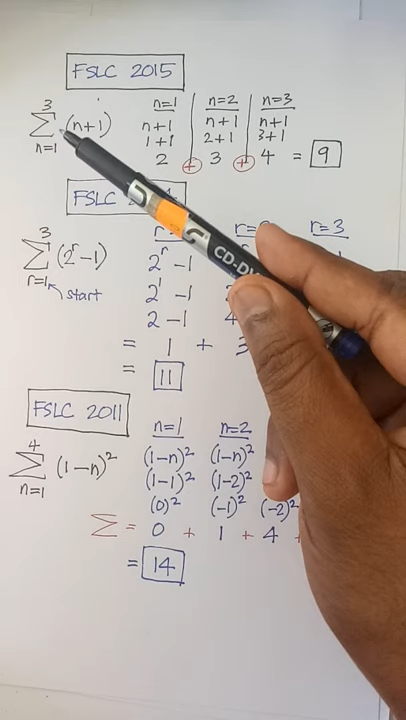 FSLC 2015
3
∑ (n+1)
n=1
n=1 n=2 n=3
n+1 n+1 n+1
1+1 2+1 3+1
2 + 3 + 4 = 9
FSLC
3
∑ (2^r -1)
r=1 start
r=3
2^r -1
2^1 -1
2 -1 4
= 1 + 3
= 11
FSLC 2011
4
∑ (1-n)^2
n=1
n=1 n=2
(1-n)^2 (1-n)^2
(1-1)^2 (1-2)^2
(0)^2 (-1)^2 (-2)^2
∑ = 0 + 1 + 4 +
= 14
CD-DV